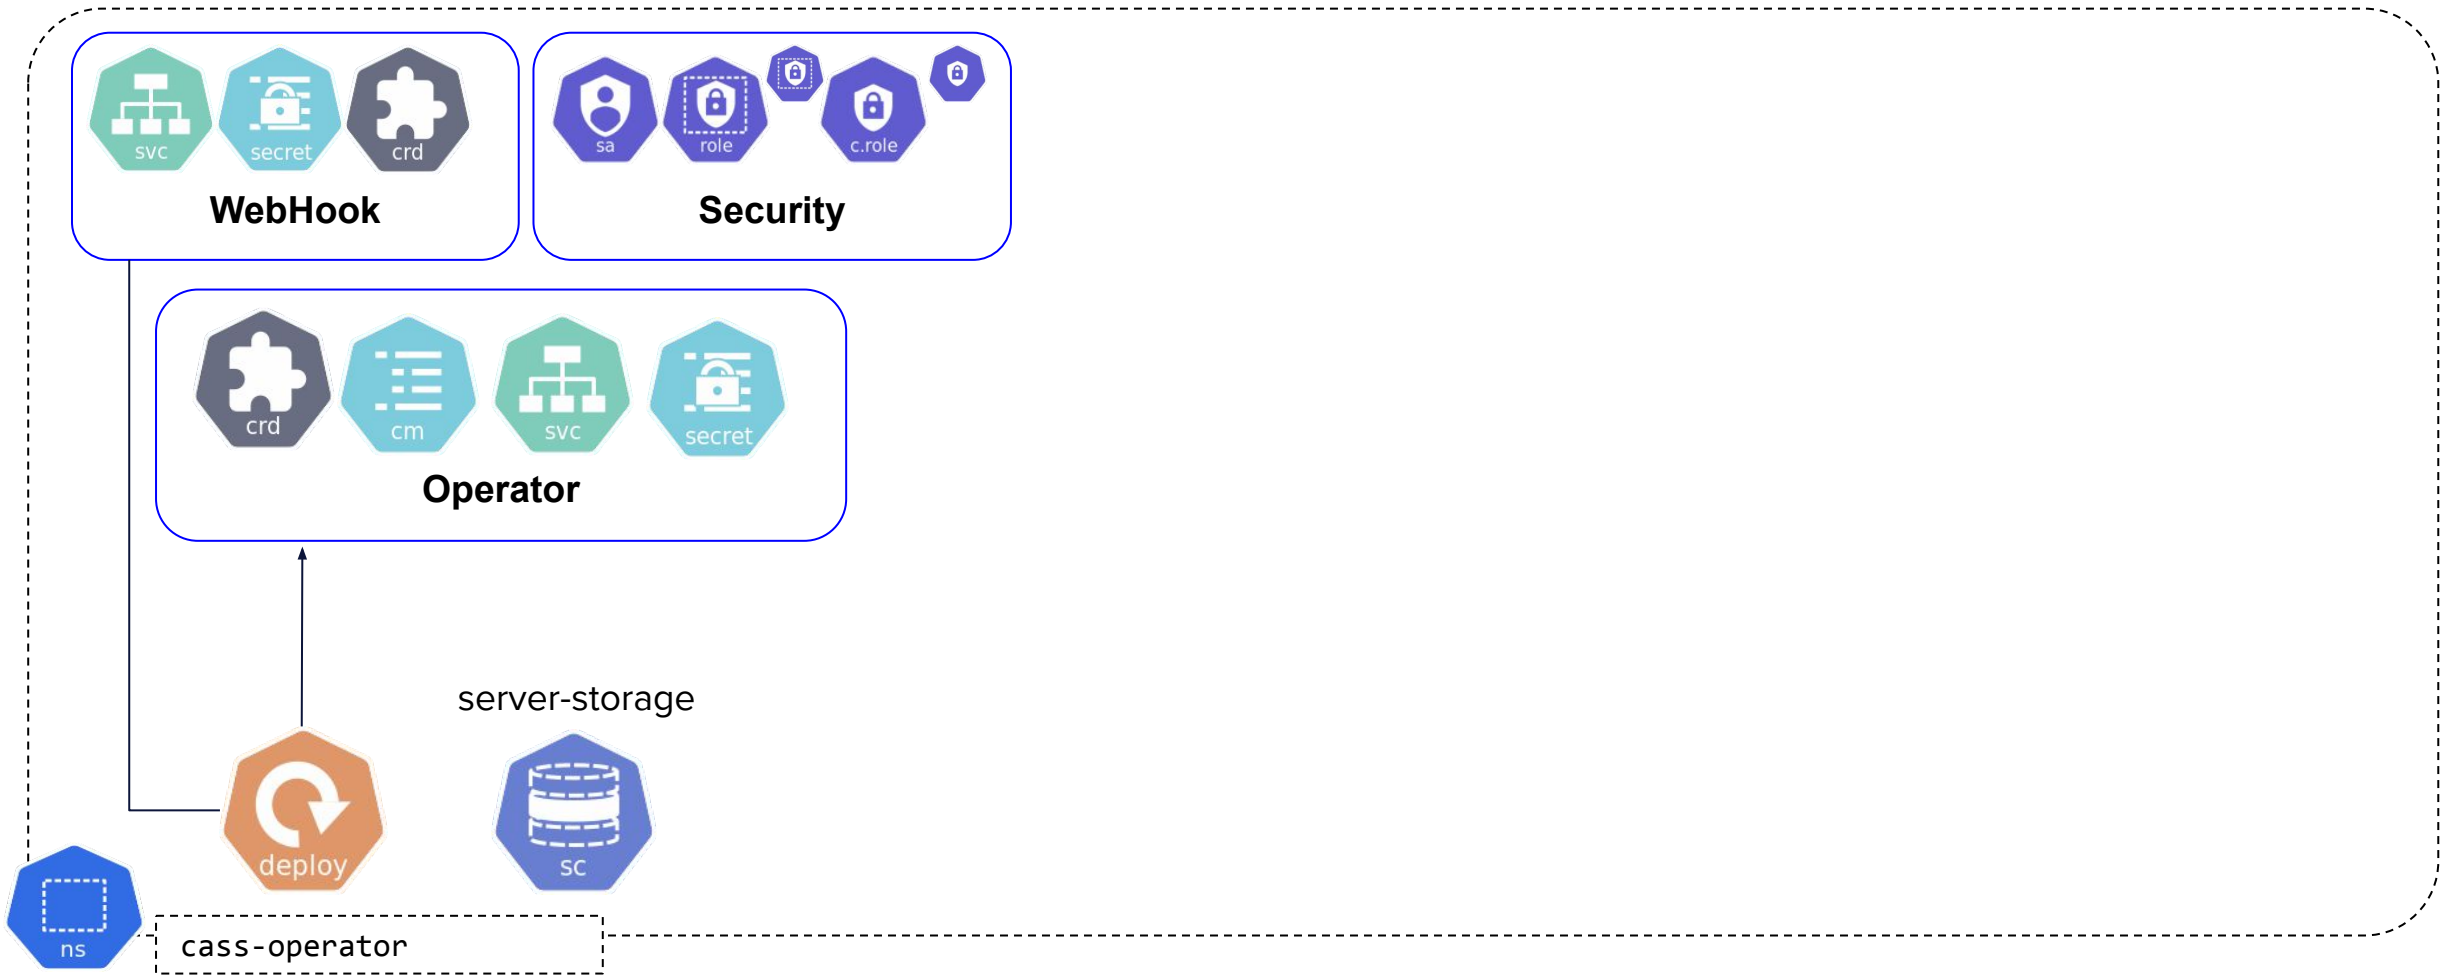 svc
secret
crd
WebHook
sa
role
c.role
Security
crd
cm
svc
secret
Operator
server-storage
deploy
sc
ns
cass-operator